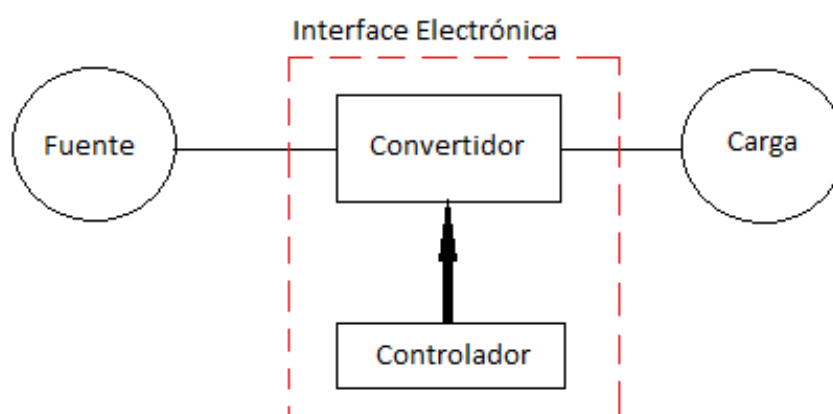 Interface Electrónica
Fuente
Convertidor
Carga
Controlador